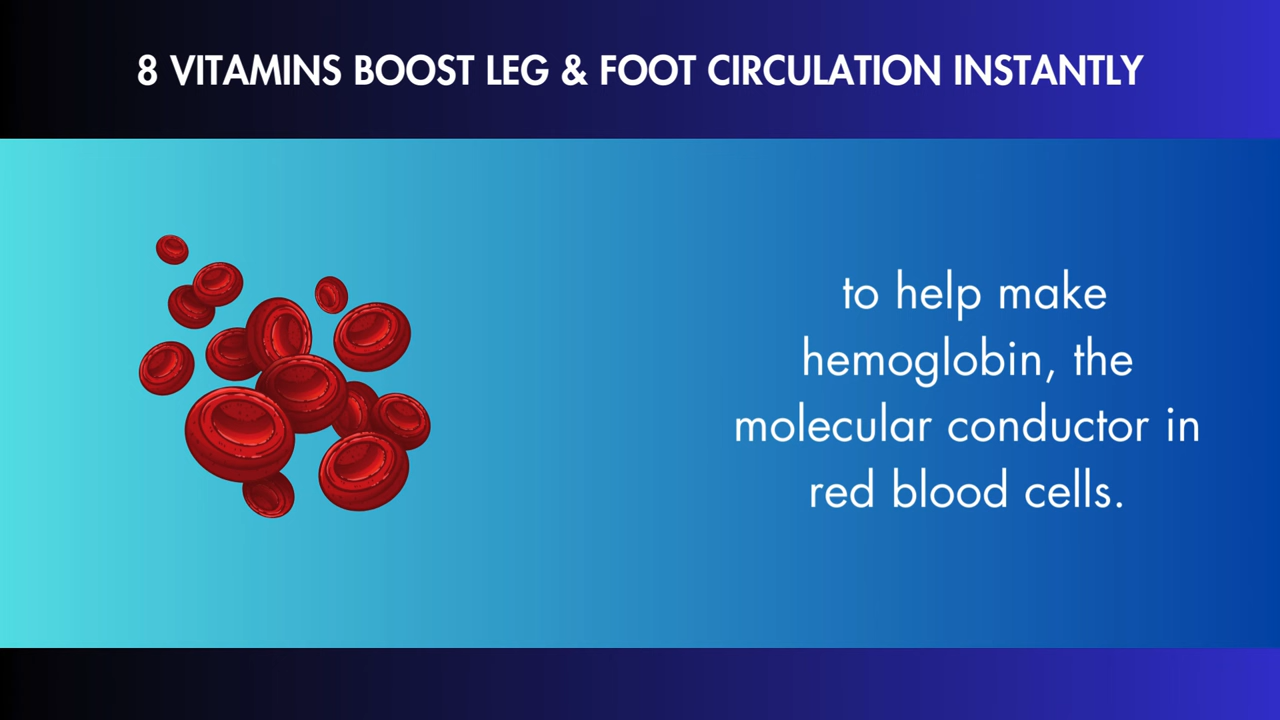 8 VITAMINS BOOST LEG & FOOT CIRCULATION INSTANTLY
to help make
hemoglobin, the
molecular conductor in
red blood cells.